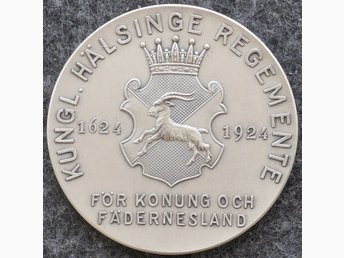 KUNGL. HÄLSINGE REGEMENTE
1624 1924
FÖR KONUNG OCH
FÄDERNESLAND